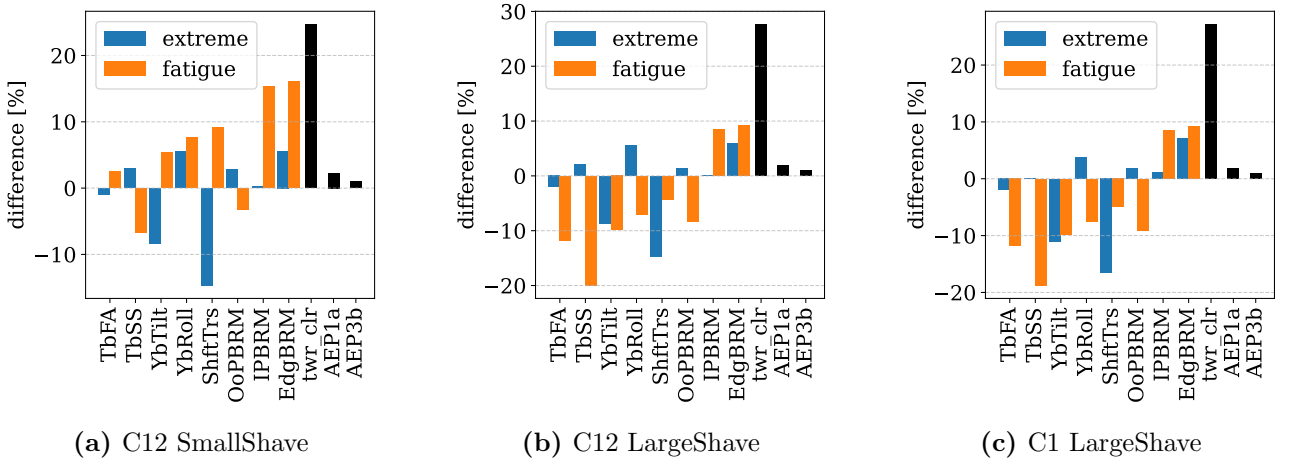 difference [%]
20
10
0
−10
extreme
fatigue
TbFA
TbSS
YbTilt
YbRoll
ShftTrs
OoPBRM
IPBRM
EdgBRM
twr_clr
AEP1a
AEP3b
(a) C12 SmallShave
difference [%]
30
20
10
0
−10
−20
extreme
fatigue
TbFA
TbSS
YbTilt
YbRoll
ShftTrs
OoPBRM
IPBRM
EdgBRM
twr_clr
AEP1a
AEP3b
(b) C12 LargeShave
difference [%]
20
10
0
−10
−20
extreme
fatigue
TbFA
TbSS
YbTilt
YbRoll
ShftTrs
OoPBRM
IPBRM
EdgBRM
twr_clr
AEP1a
AEP3b
(c) C1 LargeShave